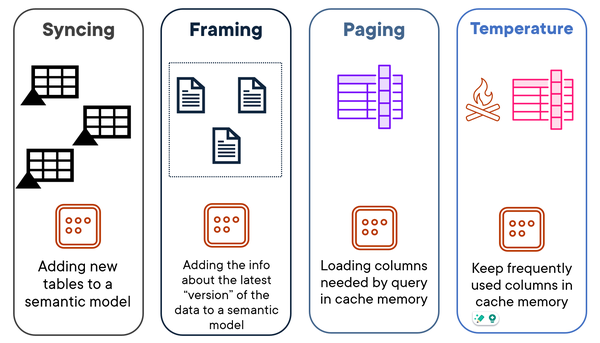 Syncing
Adding new
tables to a
semantic model
Framing
Adding the info
about the latest
“version” of the
data to a semantic
model
Paging
Loading columns
needed by query
in cache memory
Temperature
Keep frequently
used columns in
cache memory